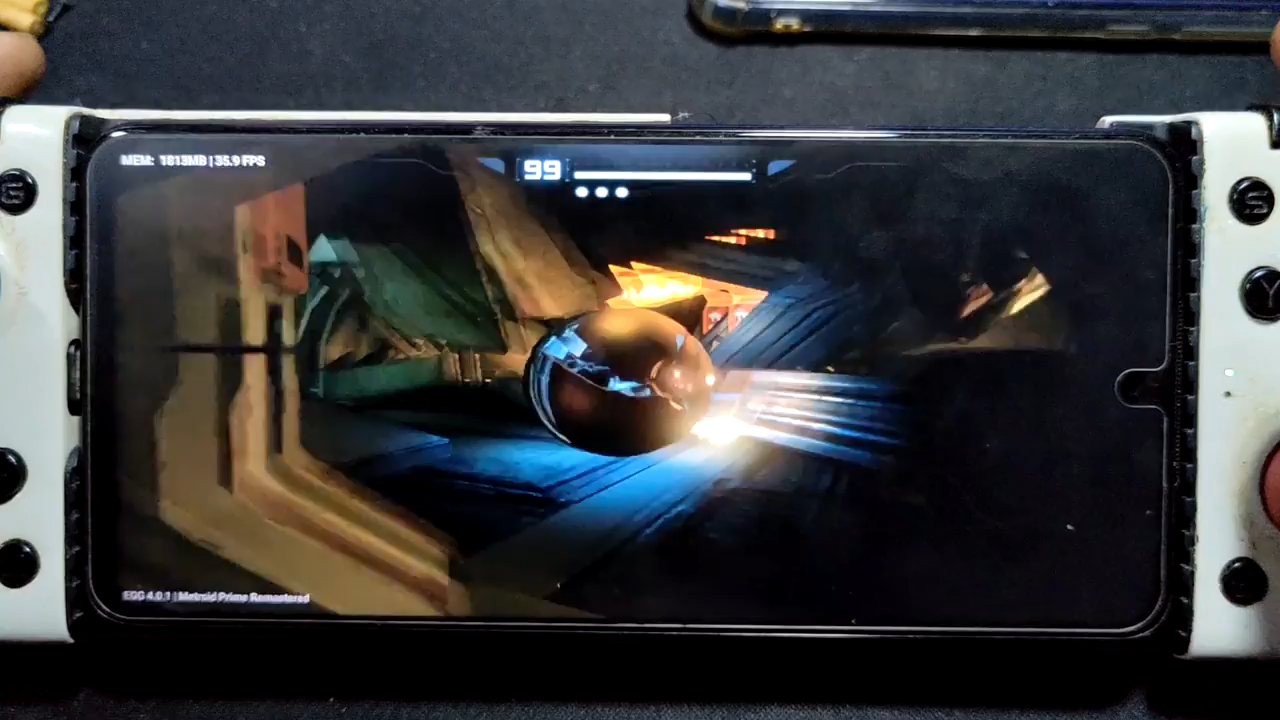 MEM: 1813MB | 35.9 FPS
99
EGG 4.0.1 | Metroid Prime Remastered
S
Y